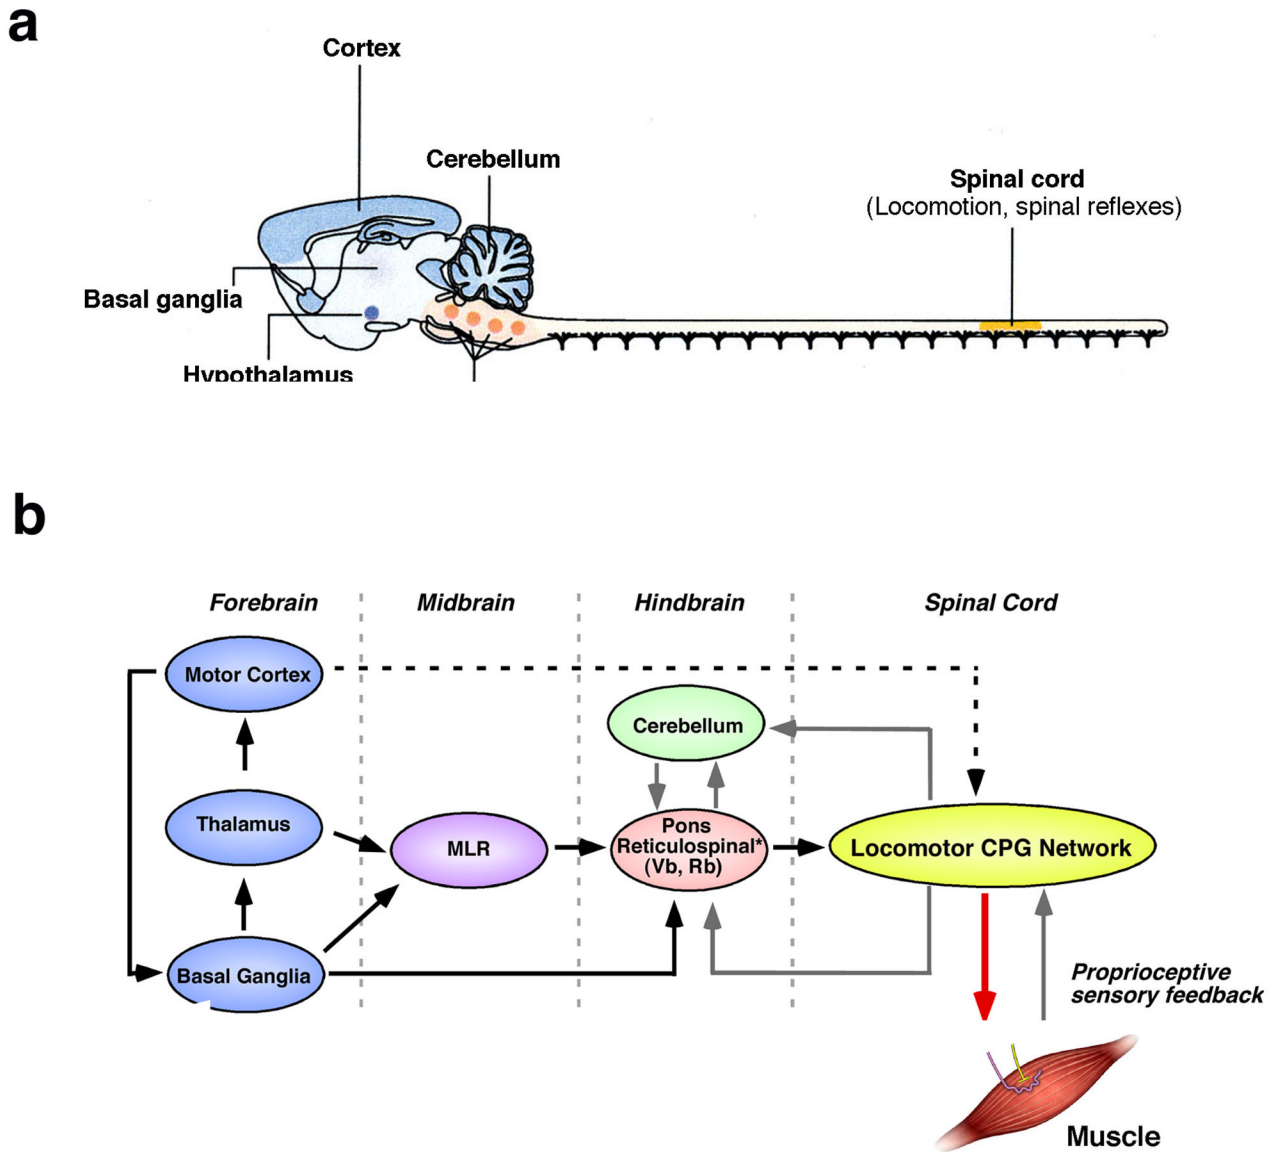 a
Cortex
Cerebellum
Spinal cord
(Locomotion, spinal reflexes)
Basal ganglia
Hypothalamus
b
Forebrain
Midbrain
Hindbrain
Spinal Cord
Motor Cortex
Cerebellum
Thalamus
MLR
Pons
Reticulospinal*
(Vb, Rb)
Locomotor CPG Network
Basal Ganglia
Proprioceptive
sensory feedback
Muscle